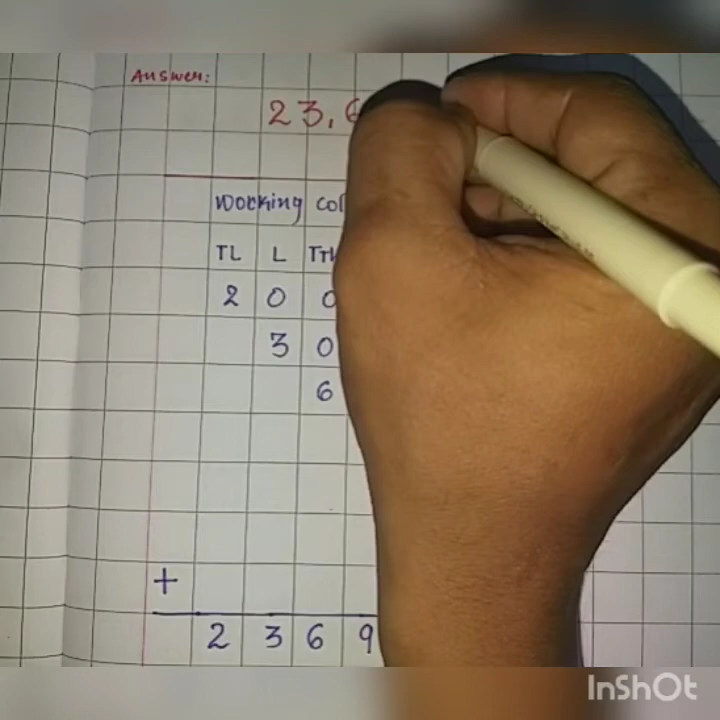 Answer:
23,6
Working col
TL L TTh
2 0 0
3 0
6
+
2 3 6 9
InShOt